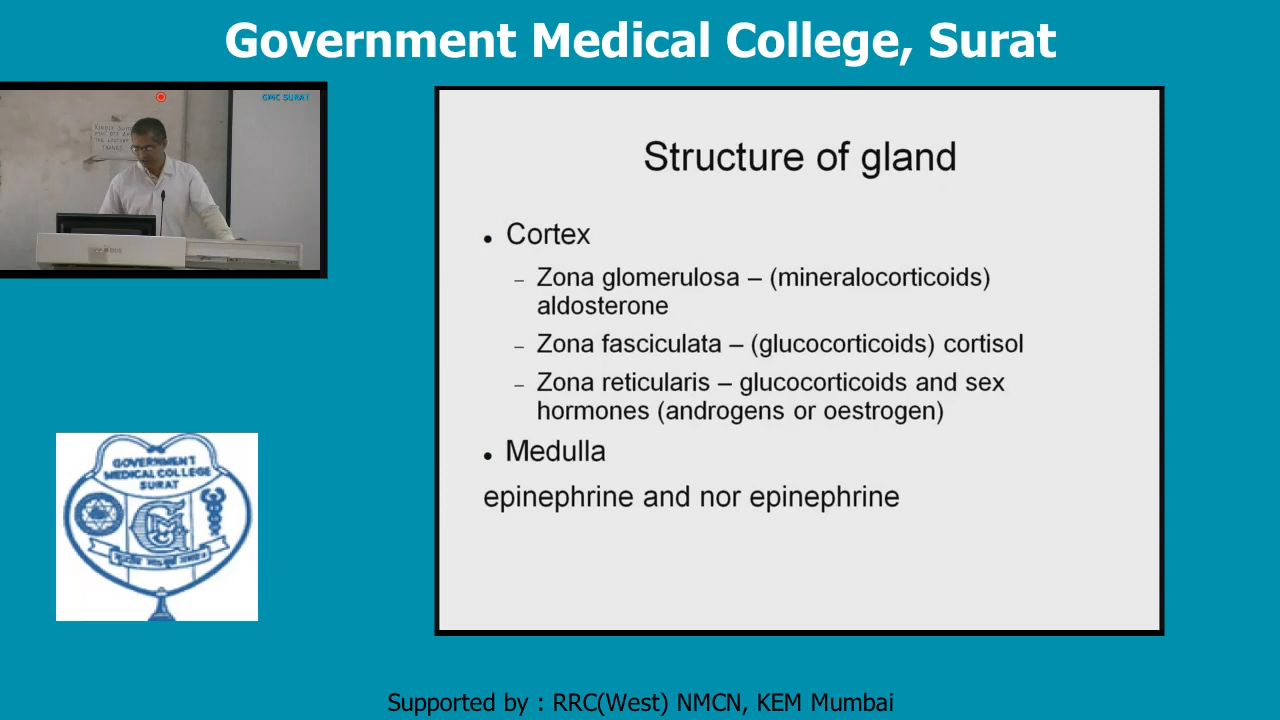 Government Medical College, Surat
GMC SURAT
Structure of gland
• Cortex
– Zona glomerulosa – (mineralocorticoids)
aldosterone
– Zona fasciculata – (glucocorticoids) cortisol
– Zona reticularis – glucocorticoids and sex
hormones (androgens or oestrogen)
• Medulla
epinephrine and nor epinephrine
GOVERNMENT
MEDICAL COLLEGE
SURAT
Supported by : RRC(West) NMCN, KEM Mumbai